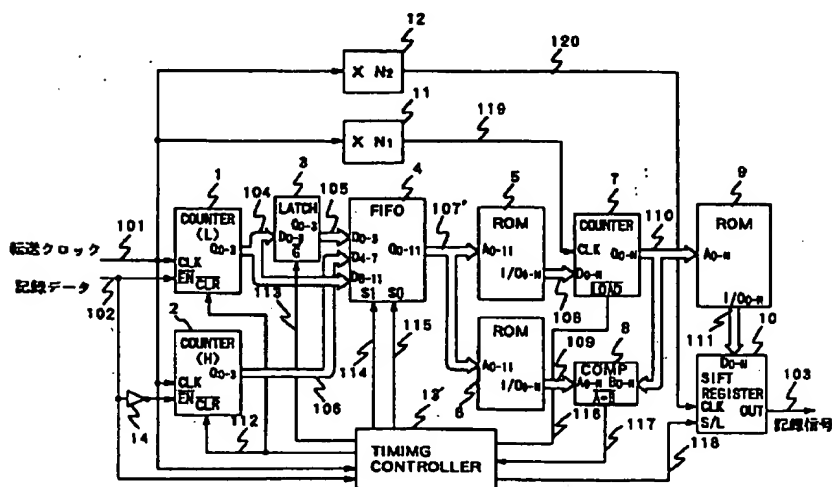 12
120
X N₂
11
119
X N₁
1
104
3
105
4
107'
5
7
110
9
COUNTER
(L)
LATCH
FIFO
ROM
COUNTER
ROM
101
転送クロック
記録データ
102
CLK
EN
CLR
Q0-3
D0-3
Q0-3
G
D0-3
D4-7
D8-11
Q0-11
SI
SO
A0-11
I/O0-N
CLK
D0-N
Q0-N
LOAD
A0-N
I/O0-N
108
2
COUNTER
(H)
Q0-3
CLK
EN
CLR
14
112
113
106
114
115
ROM
A0-11
I/O0-N
6
109
8
COMP
A0-N
B0-N
A=B
111
10
D0-N
SIFT
REGISTER
OUT
CLK
S/L
103
記録信号
13
116
117
118
TIMIMG
CONTROLLER